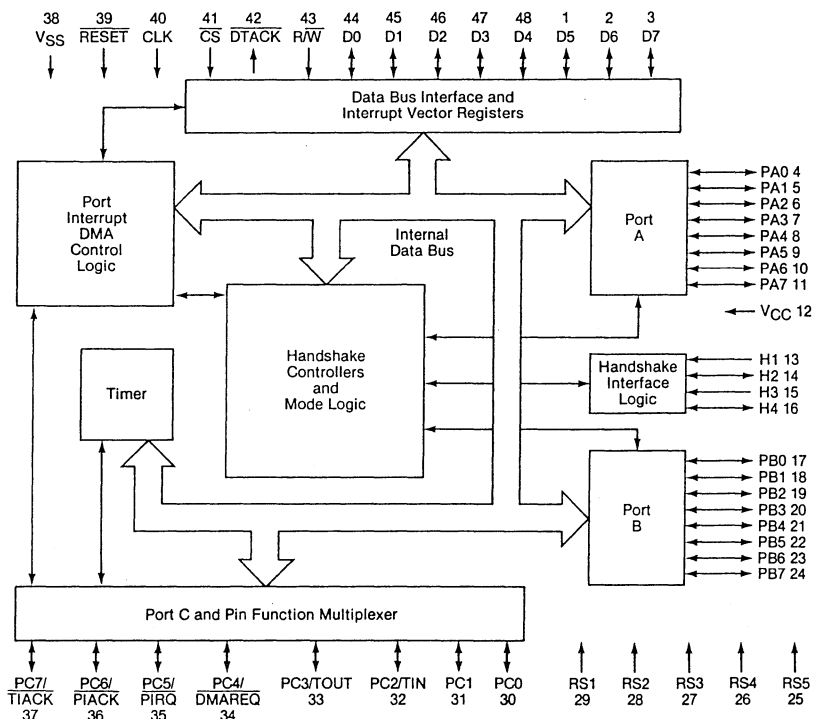 38 39 40 41 42 43 44 45 46 47 48 1 2 3
VSS RESET CLK CS DTACK R/W D0 D1 D2 D3 D4 D5 D6 D7
Data Bus Interface and
Interrupt Vector Registers
Port
Interrupt
DMA
Control
Logic
Internal
Data Bus
Port
A
PA0 4
PA1 5
PA2 6
PA3 7
PA4 8
PA5 9
PA6 10
PA7 11
VCC 12
Timer
Handshake
Controllers
and
Mode Logic
Handshake
Interface
Logic
H1 13
H2 14
H3 15
H4 16
Port
B
PB0 17
PB1 18
PB2 19
PB3 20
PB4 21
PB5 22
PB6 23
PB7 24
Port C and Pin Function Multiplexer
PC7/ PC6/ PC5/ PC4/ PC3/TOUT PC2/TIN PC1 PC0 RS1 RS2 RS3 RS4 RS5
TIACK PIACK PIRQ DMAREQ 33 32 31 30 29 28 27 26 25
37 36 35 34